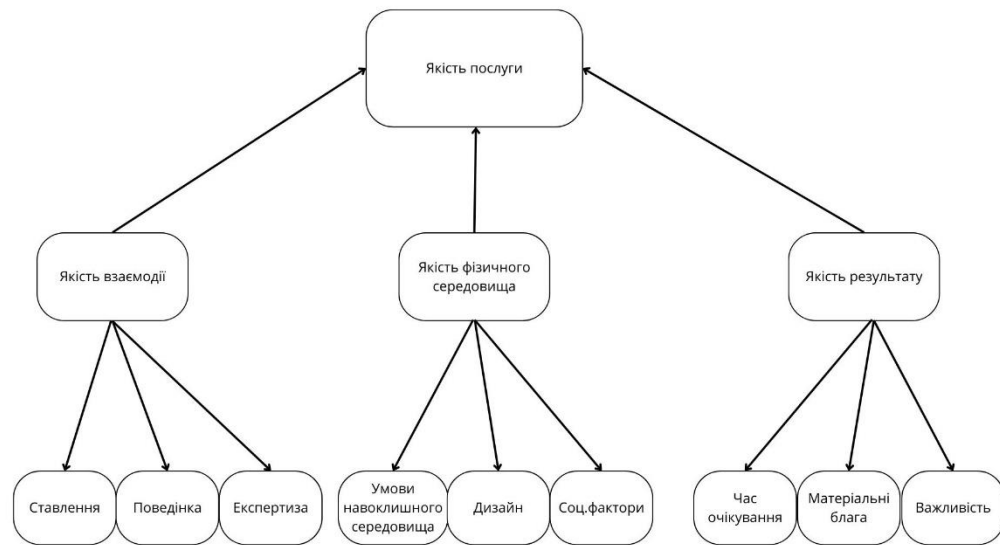 Якість послуги
Якість взаємодії
Якість фізичного
середовища
Якість результату
Ставлення
Поведінка
Експертиза
Умови
навоклишного
середовища
Дизайн
Соц.фактори
Час
очікування
Матеріальні
блага
Важливість